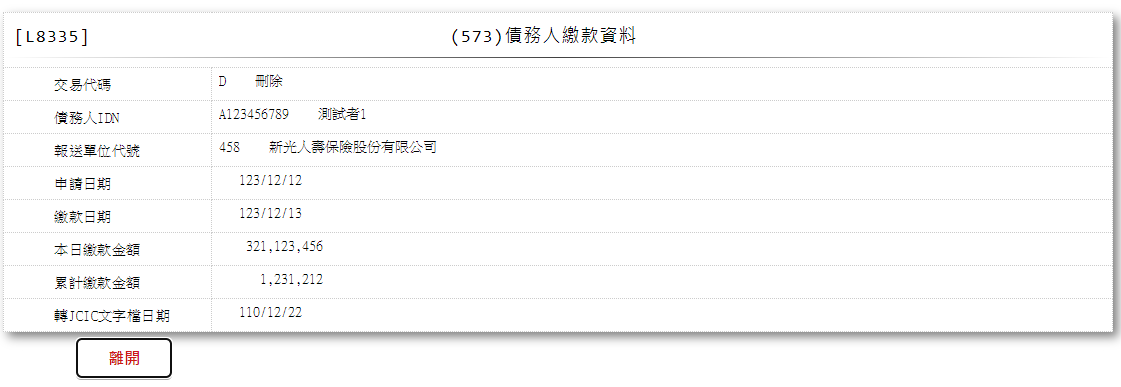 [L8335] (573)債務人繳款資料
交易代碼 D 刪除
債務人IDN A123456789 測試者1
報送單位代號 458 新光人壽保險股份有限公司
申請日期 123/12/12
繳款日期 123/12/13
本日繳款金額 321,123,456
累計繳款金額 1,231,212
轉JCIC文字檔日期 110/12/22
離開